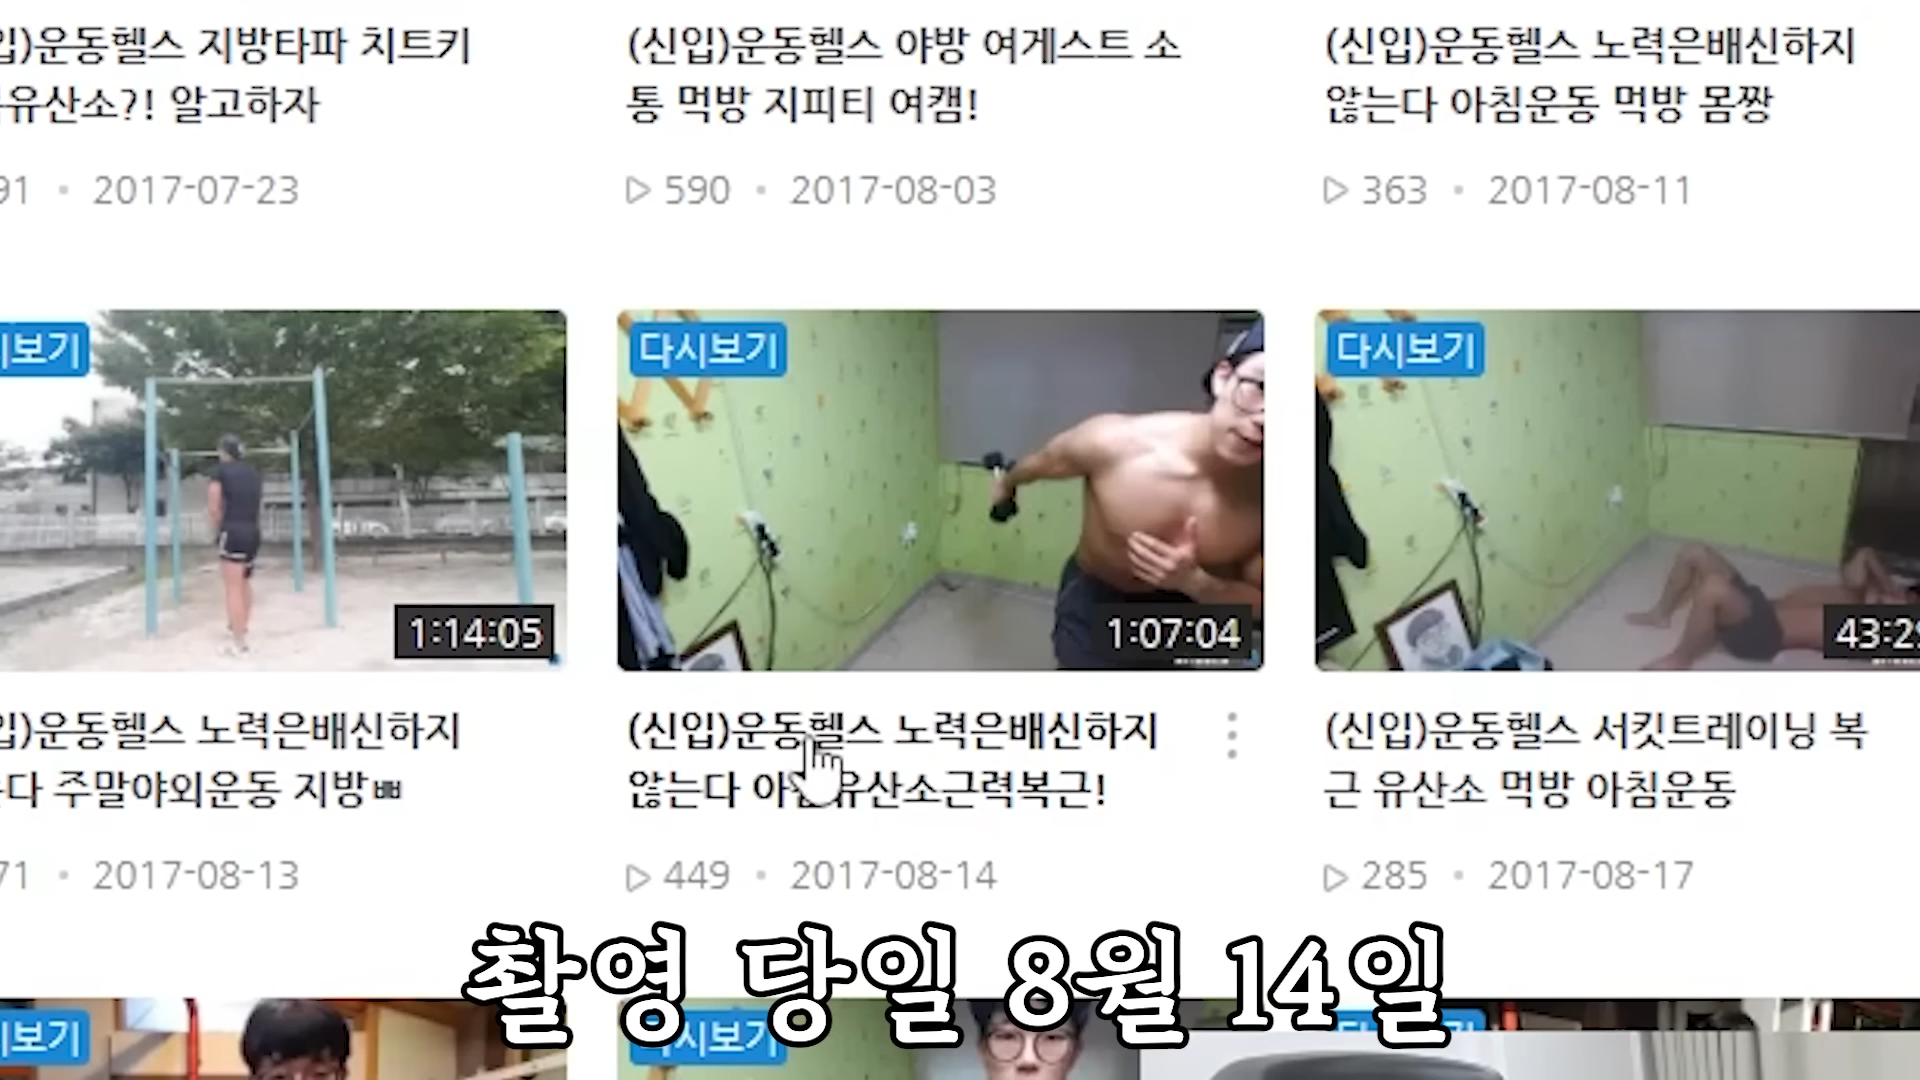 입)운동헬스 지방타파 치트키
유산소?! 알고하자
91 • 2017-07-23
(신입)운동헬스 야방 여게스트 소
통 먹방 지피티 여캠!
590 • 2017-08-03
(신입)운동헬스 노력은배신하지
않는다 아침운동 먹방 몸짱
363 • 2017-08-11
시보기
1:14:05
다시보기
1:07:04
다시보기
43:2
입)운동헬스 노력은배신하지
는다 주말야외운동 지방ㅃ
71 • 2017-08-13
(신입)운동헬스 노력은배신하지
않는다 아침유산소근력복근!
449 • 2017-08-14
(신입)운동헬스 서킷트레이닝 복
근 유산소 먹방 아침운동
285 • 2017-08-17
촬영 당일 8월 14일
시보기
다시보기